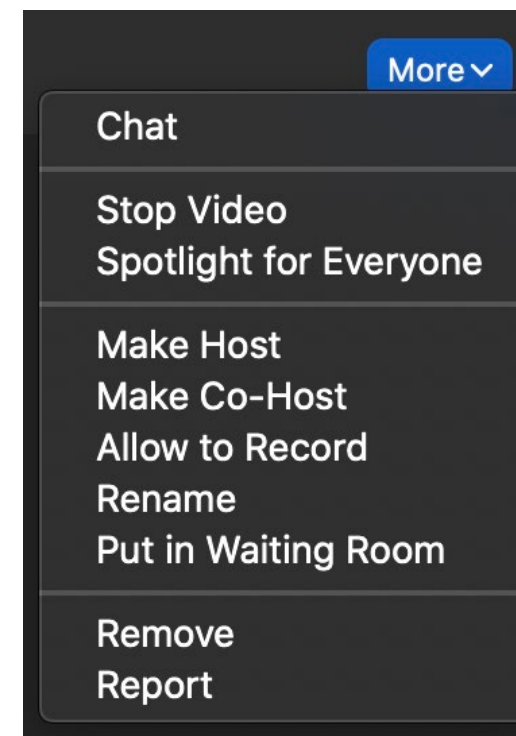 More
Chat
Stop Video
Spotlight for Everyone
Make Host
Make Co-Host
Allow to Record
Rename
Put in Waiting Room
Remove
Report